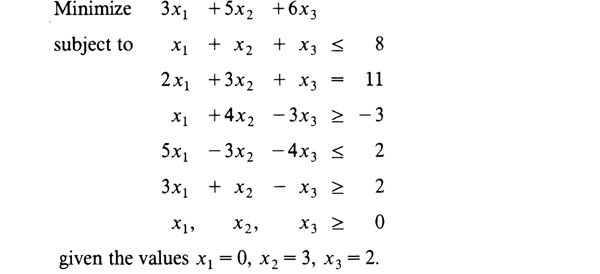 Minimize 3x₁ + 5x₂ + 6x₃
subject to x₁ + x₂ + x₃ ≤ 8
2x₁ + 3x₂ + x₃ = 11
x₁ + 4x₂ − 3x₃ ≥ −3
5x₁ − 3x₂ − 4x₃ ≤ 2
3x₁ + x₂ − x₃ ≥ 2
x₁, x₂, x₃ ≥ 0
given the values x₁ = 0, x₂ = 3, x₃ = 2.